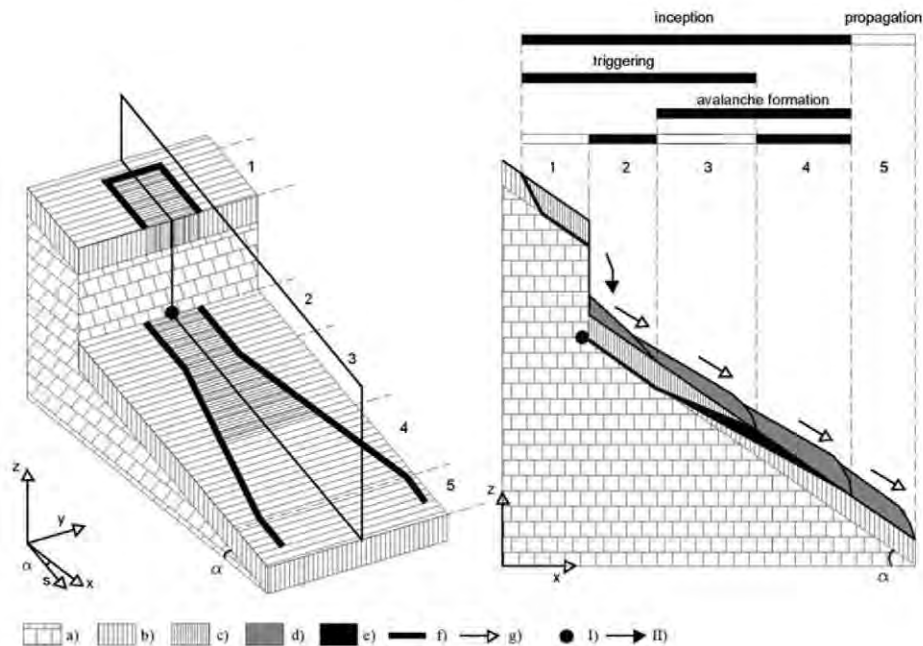 inception propagation
triggering
avalanche formation
1 2 3 4 5
1
2
3
4
5
z
y
α
s x
α
z
x
α
a) b) c) d) e) f) g) I) II)